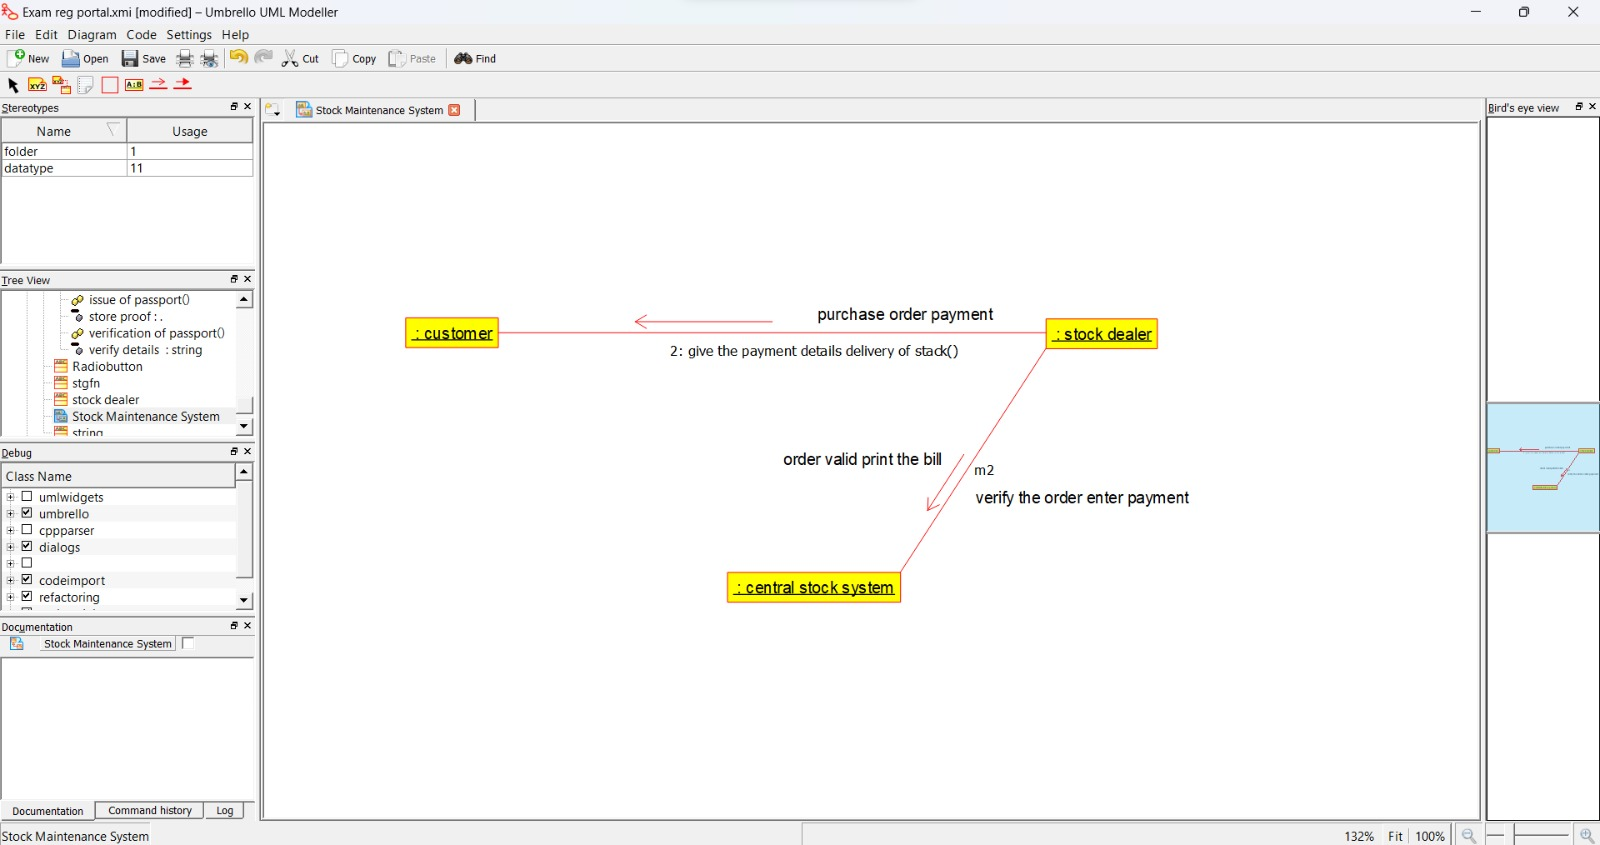 Exam reg portal.xmi [modified] – Umbrello UML Modeller
File Edit Diagram Code Settings Help
New Open Save Cut Copy Paste Find
XYZ A:B
Stereotypes
Name Usage
folder 1
datatype 11
Tree View
issue of passport()
store proof : .
verification of passport()
verify details : string
Radiobutton
stgfn
stock dealer
Stock Maintenance System
string
Debug
Class Name
umlwidgets
umbrello
cppparser
dialogs
codeimport
refactoring
Documentation
Stock Maintenance System
Documentation Command history Log
Stock Maintenance System
Stock Maintenance System
purchase order payment
: customer
: stock dealer
2: give the payment details delivery of stack()
order valid print the bill
m2
verify the order enter payment
: central stock system
Bird's eye view
132% Fit 100%